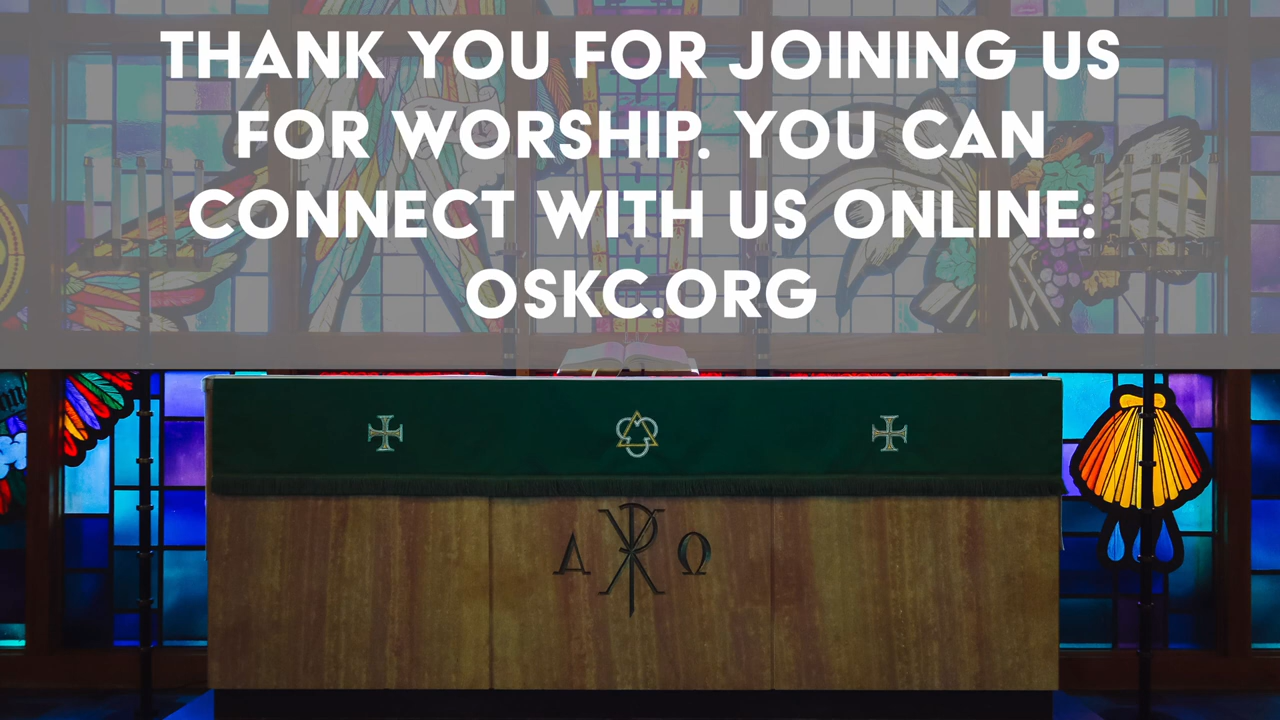 THANK YOU FOR JOINING US
FOR WORSHIP. YOU CAN
CONNECT WITH US ONLINE:
OSKC.ORG
Α ☧ Ω